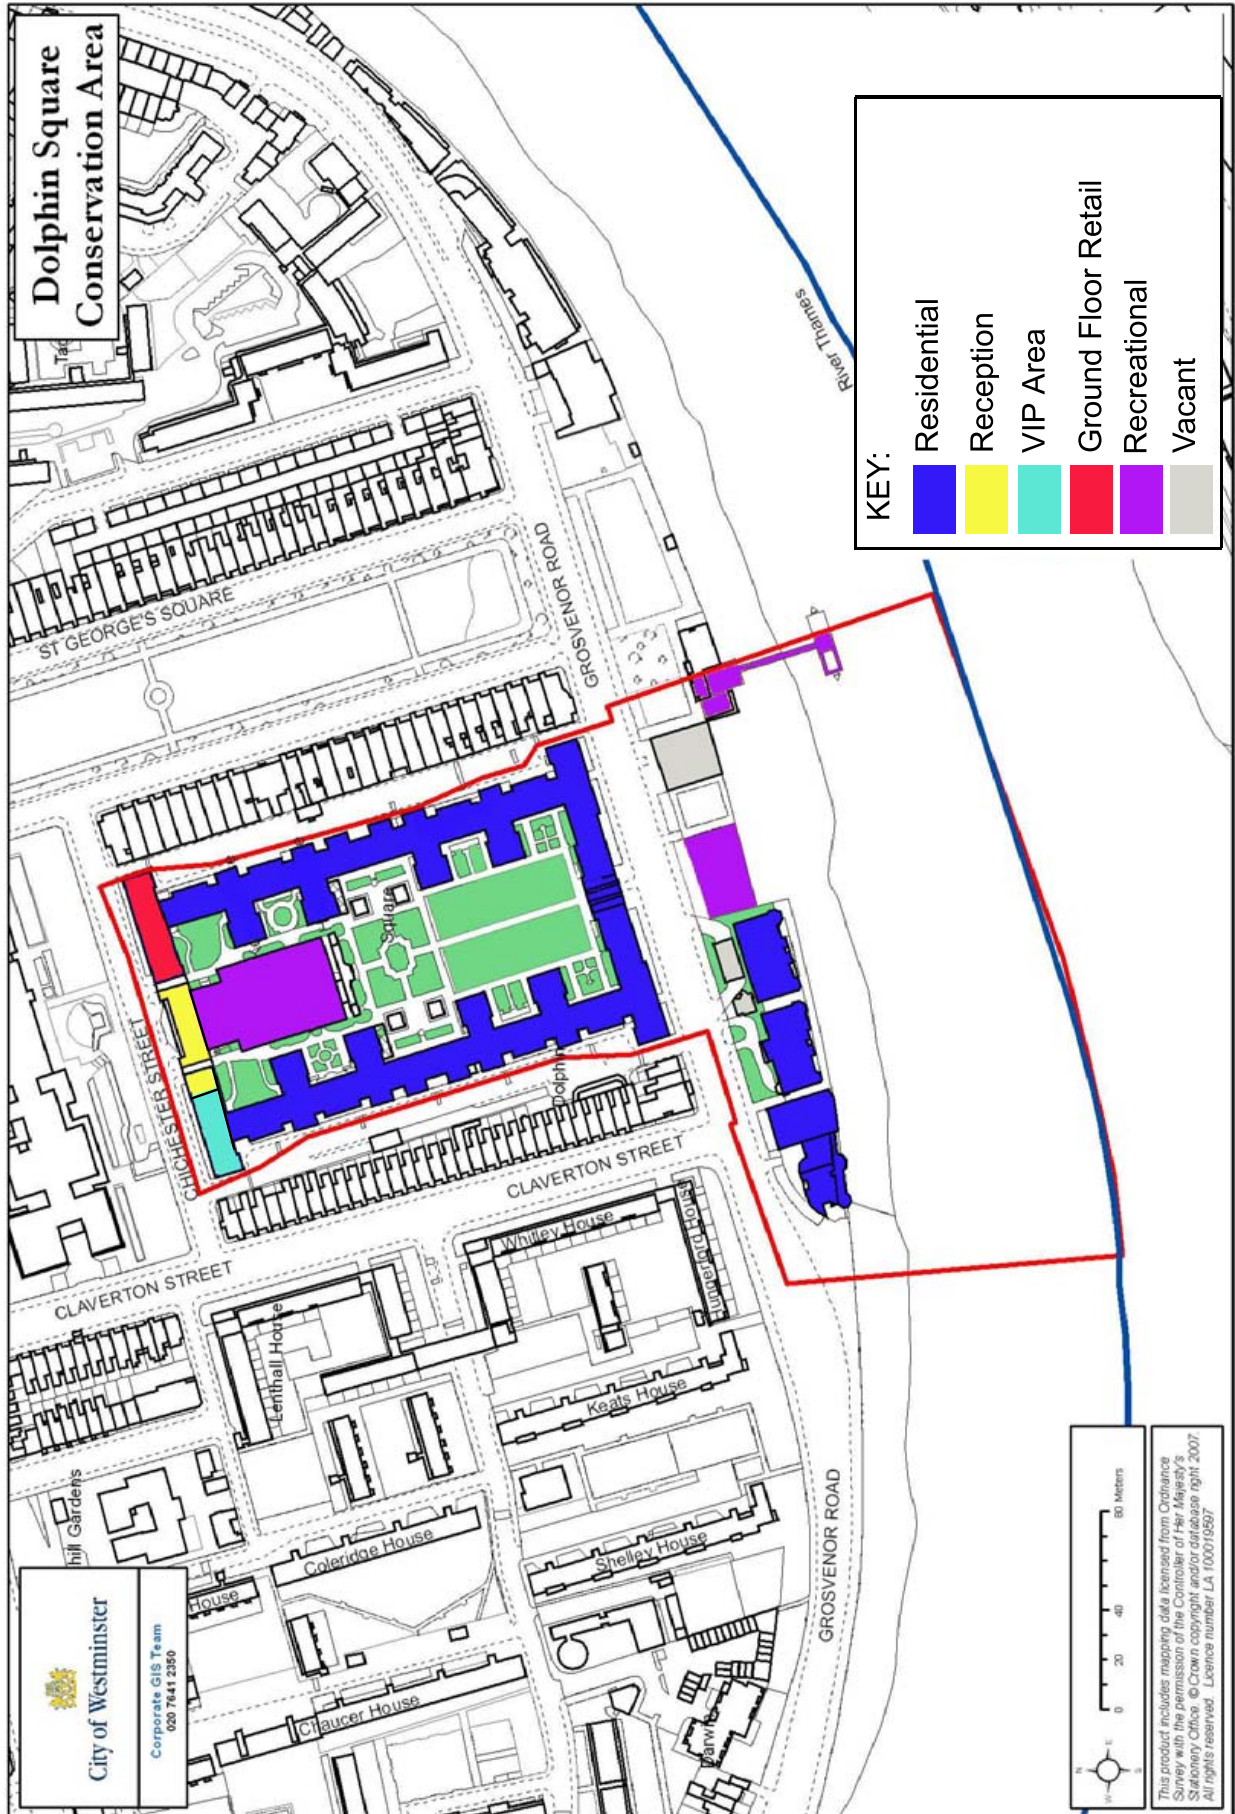 Dolphin Square
Conservation Area
City of Westminster
Corporate GIS Team
020 7641 2350
hill Gardens
House
Chaucer House
Coleridge House
Lenthall House
CLAVERTON STREET
CHICHESTER STREET
ST GEORGE'S SQUARE
Whitley House
Hungerford House
Keats House
Shelley House
Darwin
CLAVERTON STREET
Dolphin
Square
GROSVENOR ROAD
GROSVENOR ROAD
River Thames
KEY:
Residential
Reception
VIP Area
Ground Floor Retail
Recreational
Vacant
N
W
E
S
0 20 40 80 Meters
This product includes mapping data licensed from Ordnance
Survey with the permission of the Controller of Her Majesty's
Stationery Office. © Crown copyright and/or database right 2007.
All rights reserved. Licence number LA 100019597